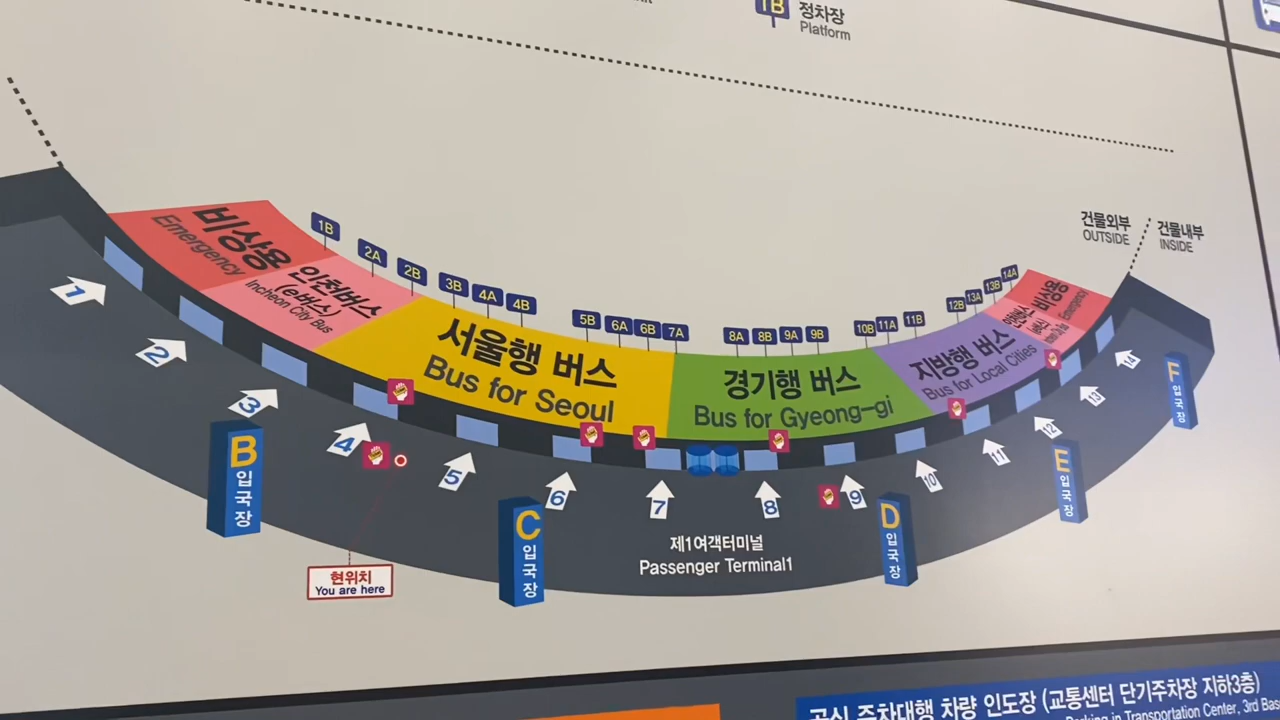 1B
정차장
Platform
건물외부
OUTSIDE
건물내부
INSIDE
비상용
Emergency
인천버스
(e버스)
Incheon City Bus
서울행 버스
Bus for Seoul
경기행 버스
Bus for Gyeong-gi
지방행 버스
Bus for Local Cities
비상용
Emergency
1B
2A
2B
3B
4A
4B
5B
6A
6B
7A
8A
8B
9A
9B
10B
11A
11B
12B
13A
13B
14A
1
2
3
4
5
6
7
8
9
10
11
12
13
14
B
입국장
C
입국장
D
입국장
E
입국장
F
입국장
제1여객터미널
Passenger Terminal1
현위치
You are here
공식 주차대행 차량 인도장 (교통센터 단기주차장 지하3층)
Parking in Transportation Center, 3rd Bas